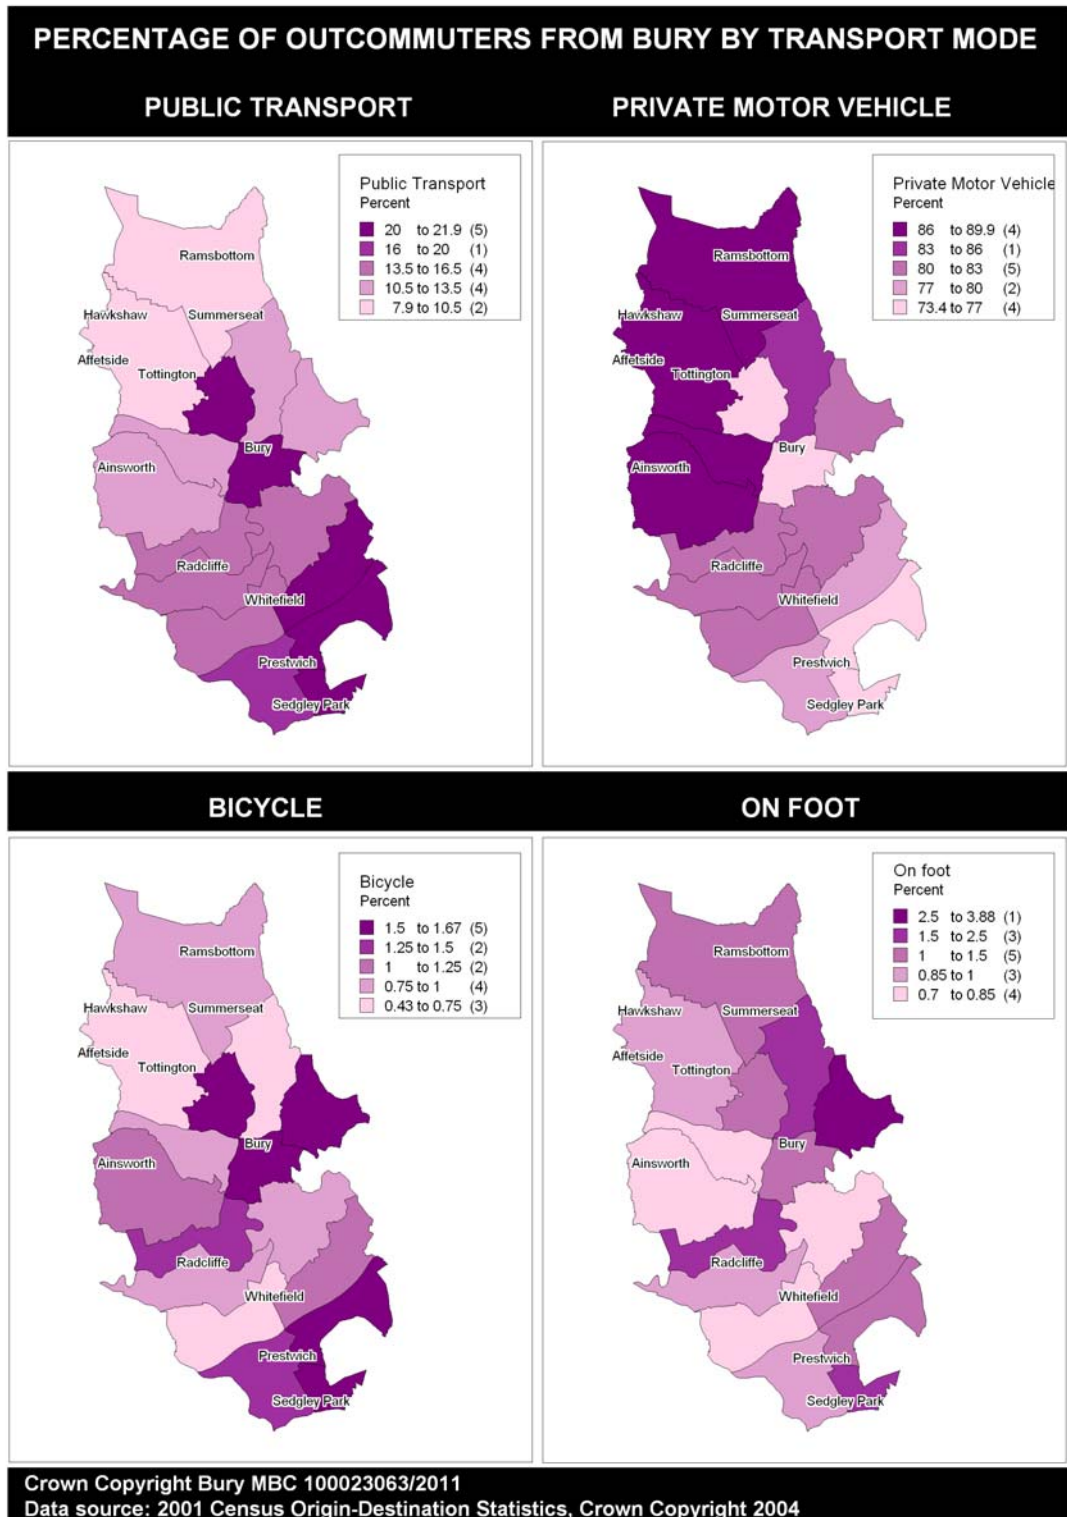 PERCENTAGE OF OUTCOMMUTERS FROM BURY BY TRANSPORT MODE
PUBLIC TRANSPORT
PRIVATE MOTOR VEHICLE
Public Transport
Percent
20 to 21.9 (5)
16 to 20 (1)
13.5 to 16.5 (4)
10.5 to 13.5 (4)
7.9 to 10.5 (2)
Ramsbottom
Hawkshaw
Summerseat
Affetside
Tottington
Bury
Ainsworth
Radcliffe
Whitefield
Prestwich
Sedgley Park
Private Motor Vehicle
Percent
86 to 89.9 (4)
83 to 86 (1)
80 to 83 (5)
77 to 80 (2)
73.4 to 77 (4)
Ramsbottom
Hawkshaw
Summerseat
Affetside
Tottington
Bury
Ainsworth
Radcliffe
Whitefield
Prestwich
Sedgley Park
BICYCLE
ON FOOT
Bicycle
Percent
1.5 to 1.67 (5)
1.25 to 1.5 (2)
1 to 1.25 (2)
0.75 to 1 (4)
0.43 to 0.75 (3)
Ramsbottom
Hawkshaw
Summerseat
Affetside
Tottington
Bury
Ainsworth
Radcliffe
Whitefield
Prestwich
Sedgley Park
On foot
Percent
2.5 to 3.88 (1)
1.5 to 2.5 (3)
1 to 1.5 (5)
0.85 to 1 (3)
0.7 to 0.85 (4)
Ramsbottom
Hawkshaw
Summerseat
Affetside
Tottington
Bury
Ainsworth
Radcliffe
Whitefield
Prestwich
Sedgley Park
Crown Copyright Bury MBC 100023063/2011
Data source: 2001 Census Origin-Destination Statistics, Crown Copyright 2004